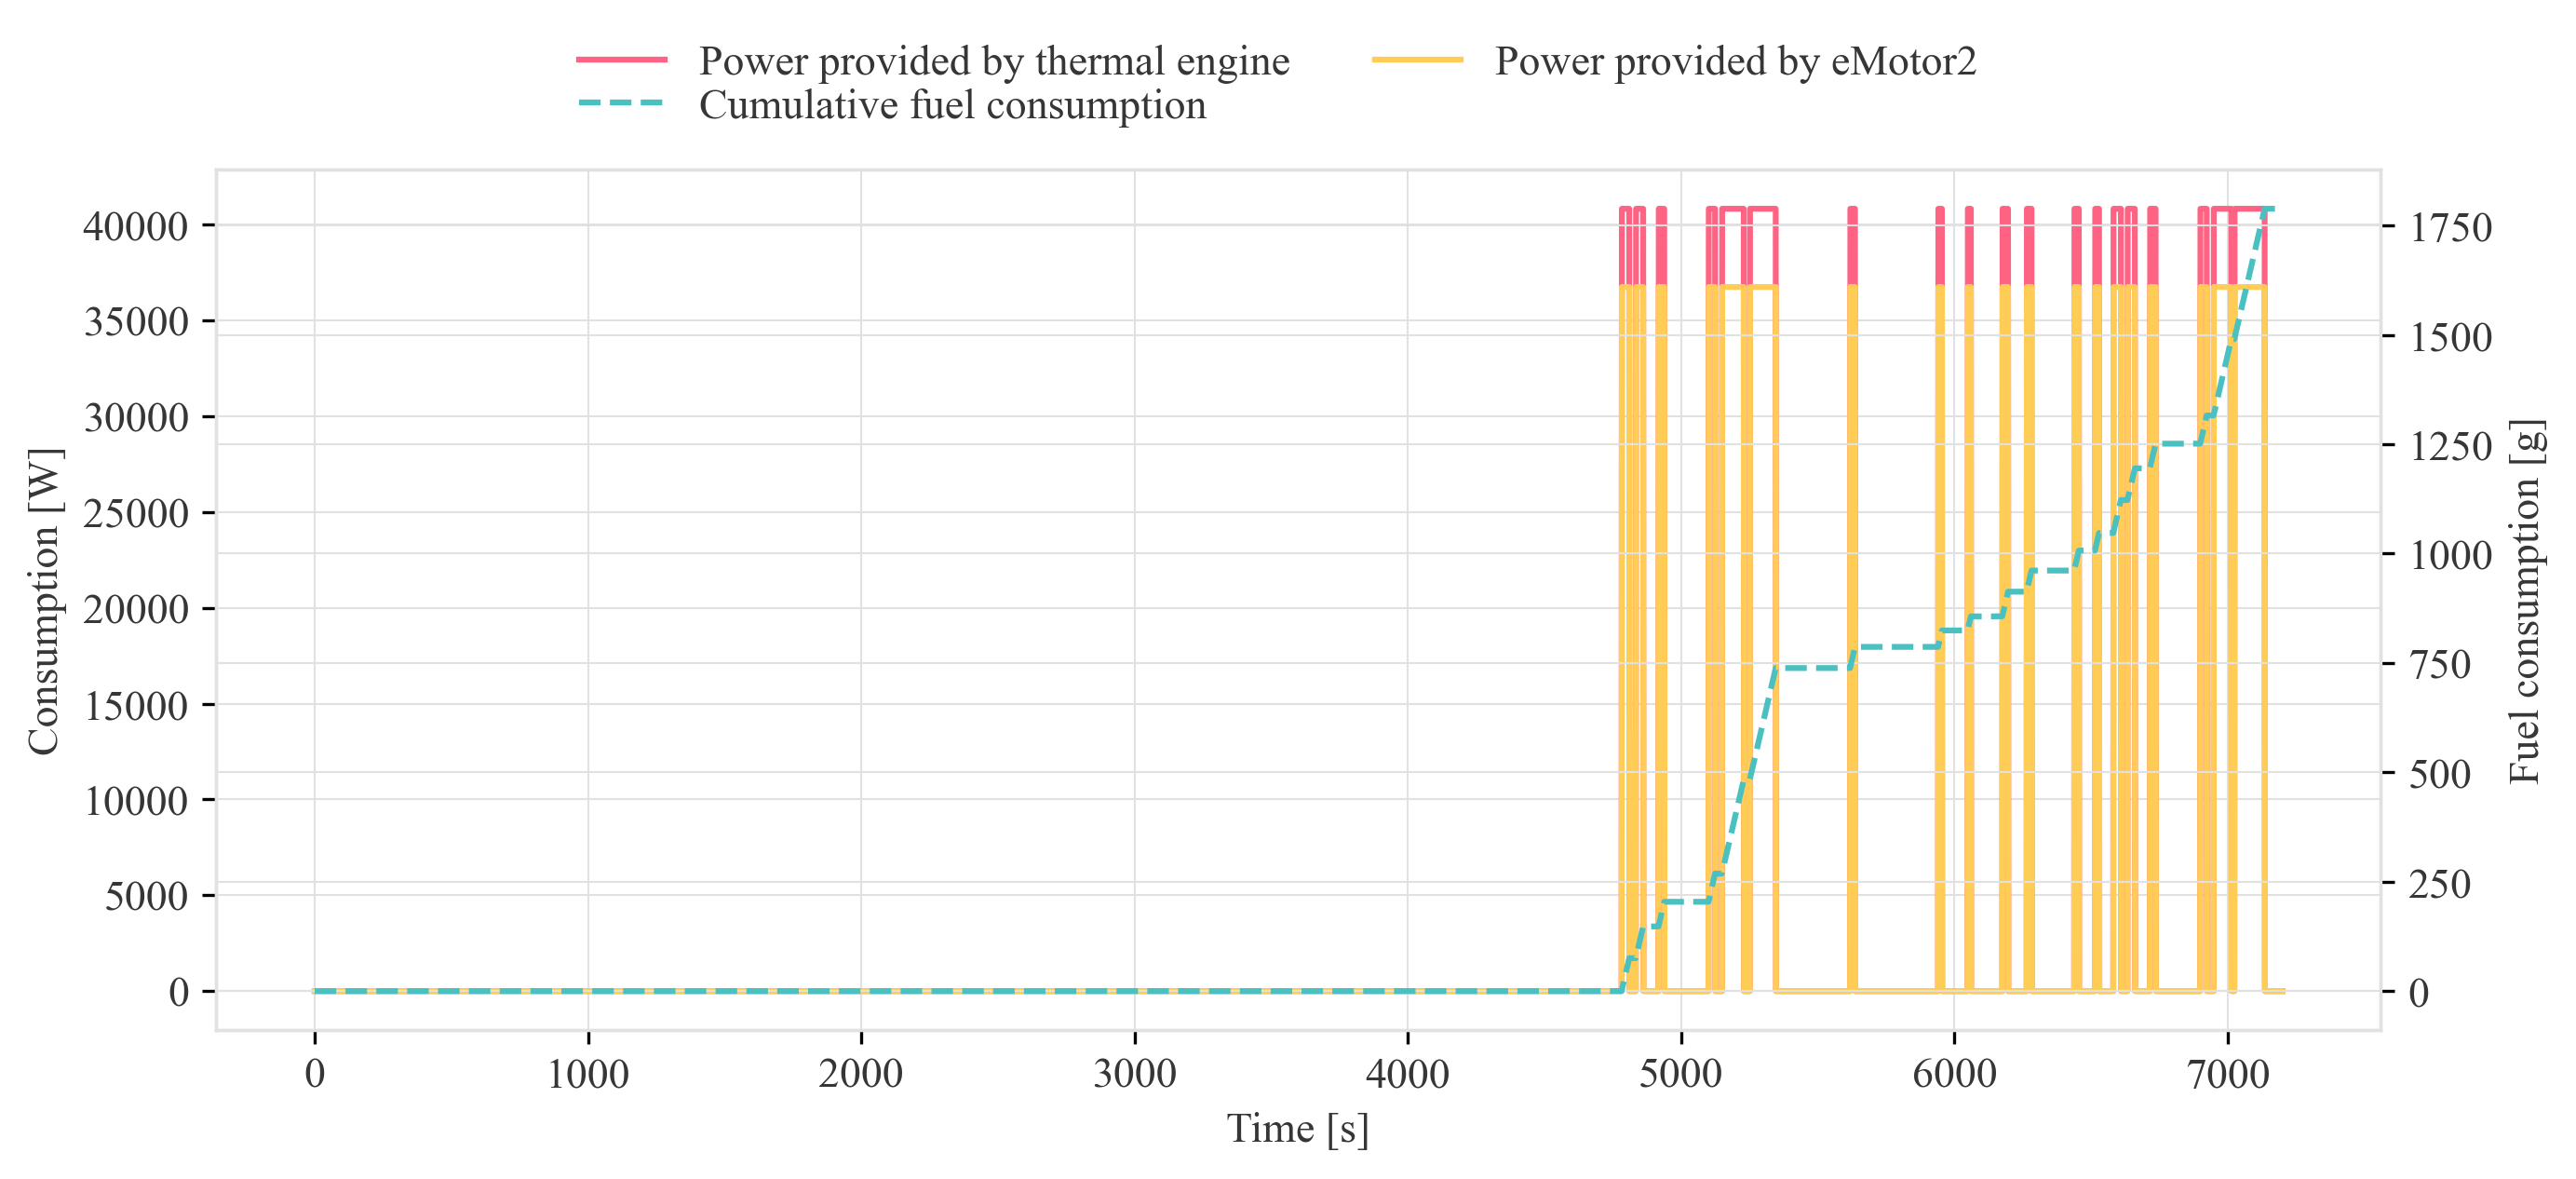 Power provided by thermal engine
Power provided by eMotor2
Cumulative fuel consumption
40000
35000
30000
25000
20000
15000
10000
5000
0
Consumption [W]
1750
1500
1250
1000
750
500
250
0
Fuel consumption [g]
0 1000 2000 3000 4000 5000 6000 7000
Time [s]